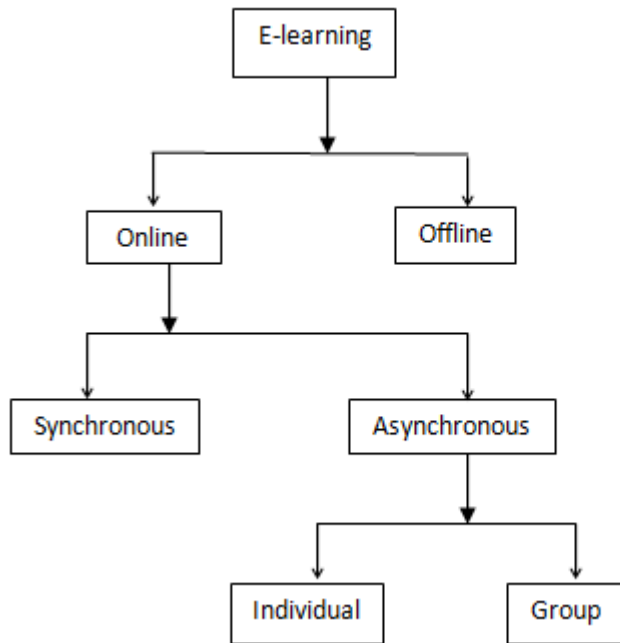 E-learning
Online
Offline
Synchronous
Asynchronous
Individual
Group